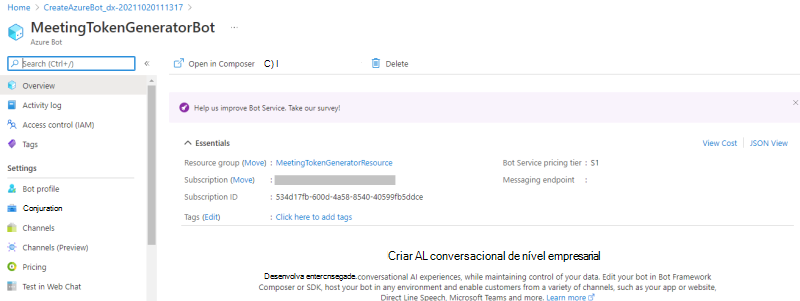 Home > CreateAzureBot_dx-20211020111317 >
MeetingTokenGeneratorBot ...
Azure Bot
Search (Ctrl+/) «
Open in Composer C) I Delete
Overview
Activity log
Access control (IAM)
Tags
Settings
Bot profile
Conjuration
Channels
Channels (Preview)
Pricing
Test in Web Chat
Help us improve Bot Service. Take our survey! ×
Essentials View Cost JSON View
Resource group (Move) : MeetingTokenGeneratorResource
Subscription (Move) :
Subscription ID : 534d17fb-600d-4a58-8540-40599fb5ddce
Tags (Edit) : Click here to add tags
Bot Service pricing tier : S1
Messaging endpoint :
Criar AL conversacional de nível empresarial
Desenvolva entercnsegade. conversational AI experiences, while maintaining control of your data. Edit your bot in Bot Framework
Composer or SDK, host your bot in any environment and enable customers from a variety of channels, such as your app or website,
Direct Line Speech, Microsoft Teams and more. Learn more